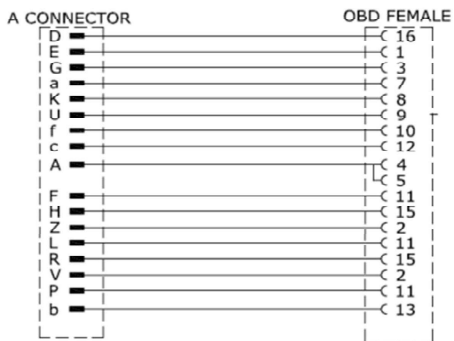 A CONNECTOR OBD FEMALE
D 16
E 1
G 3
a 7
K 8
U 9
f 10
c 12
A 4
5
F 11
H 15
Z 2
L 11
R 15
V 2
P 11
b 13